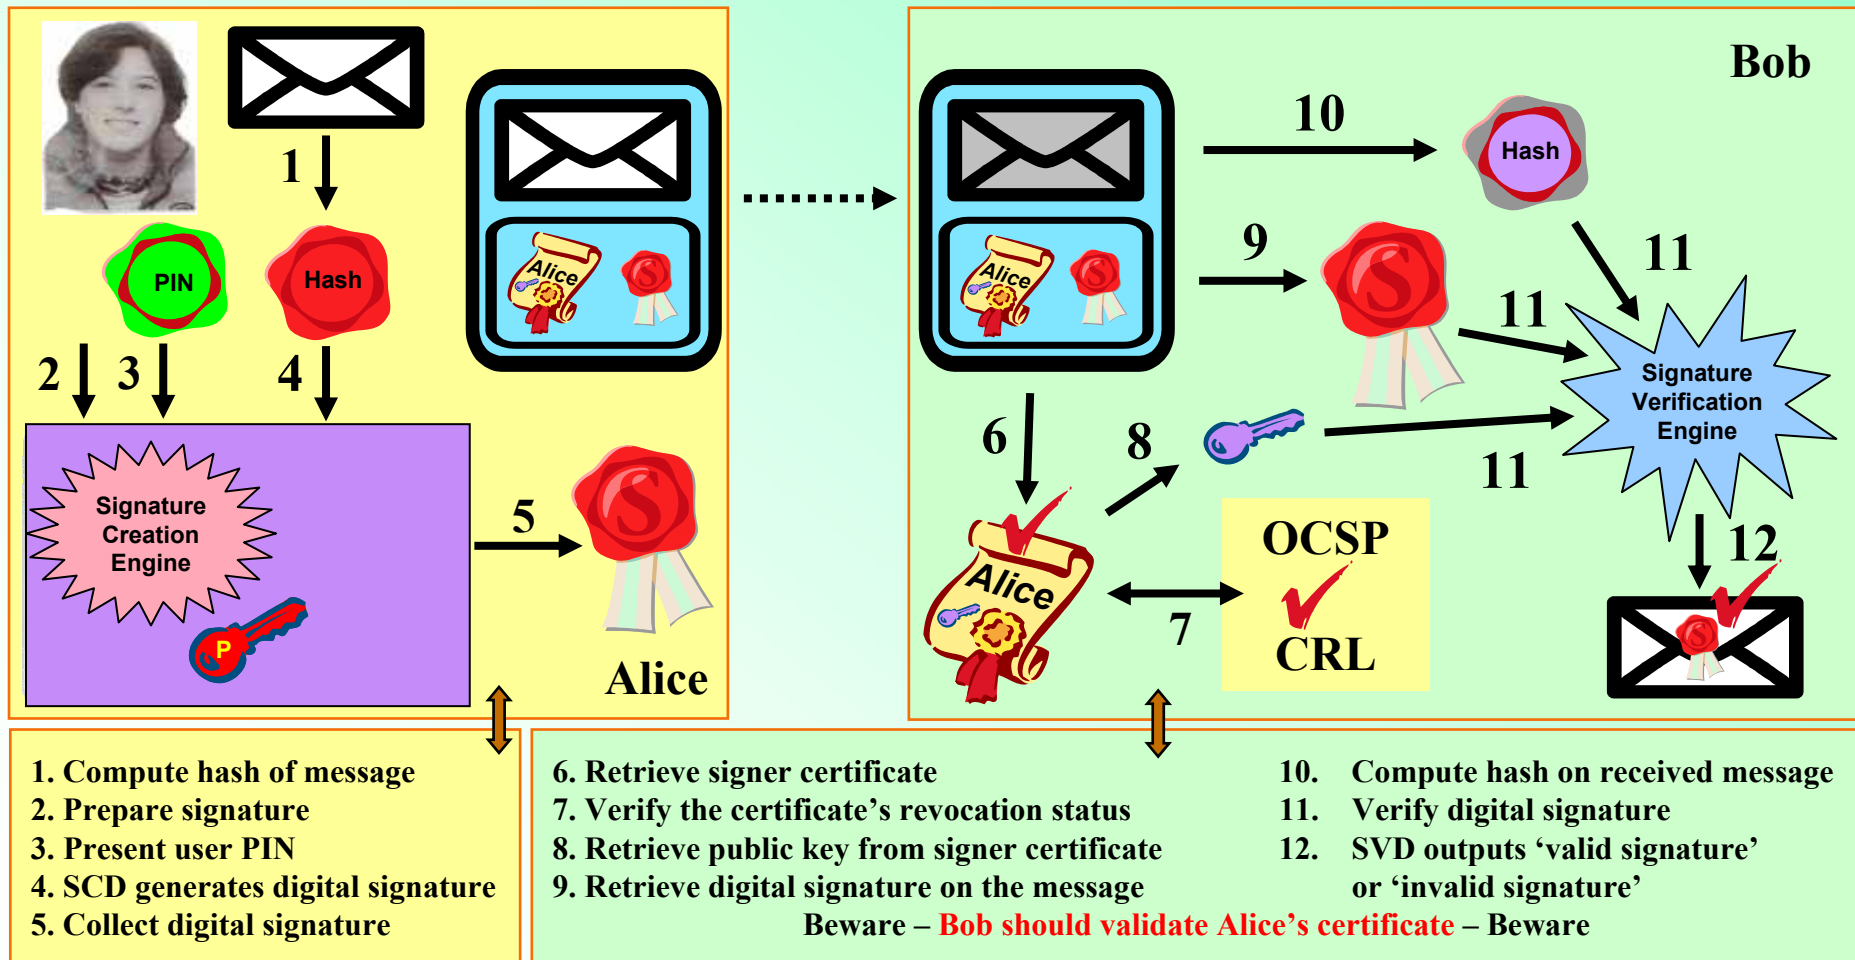 1
PIN
Hash
2
3
4
Signature
Creation
Engine
P
5
S
Alice
Alice
Bob
Alice
S
10
Hash
9
S
11
11
11
Signature
Verification
Engine
6
8
Alice
7
OCSP
CRL
12
S
1. Compute hash of message
2. Prepare signature
3. Present user PIN
4. SCD generates digital signature
5. Collect digital signature
6. Retrieve signer certificate
7. Verify the certificate's revocation status
8. Retrieve public key from signer certificate
9. Retrieve digital signature on the message
10. Compute hash on received message
11. Verify digital signature
12. SVD outputs ‘valid signature’
or ‘invalid signature’
Beware – Bob should validate Alice's certificate – Beware